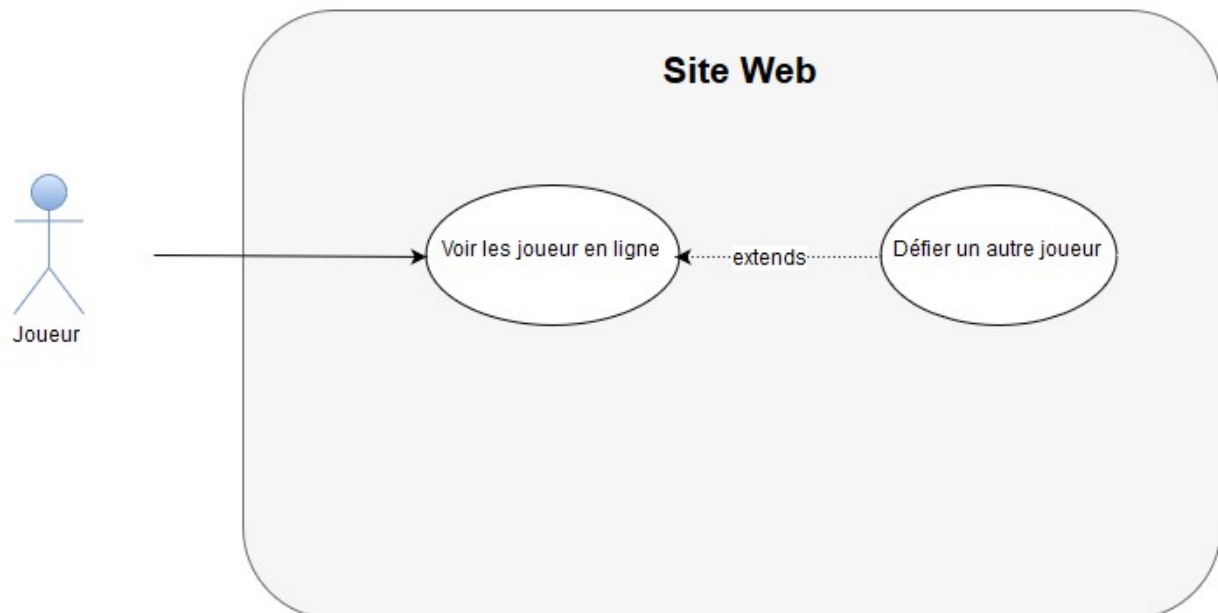 Site Web
Voir les joueur en ligne
extends
Défier un autre joueur
Joueur